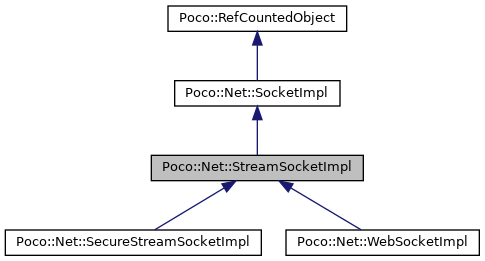 Poco::RefCountedObject
Poco::Net::SocketImpl
Poco::Net::StreamSocketImpl
Poco::Net::SecureStreamSocketImpl
Poco::Net::WebSocketImpl